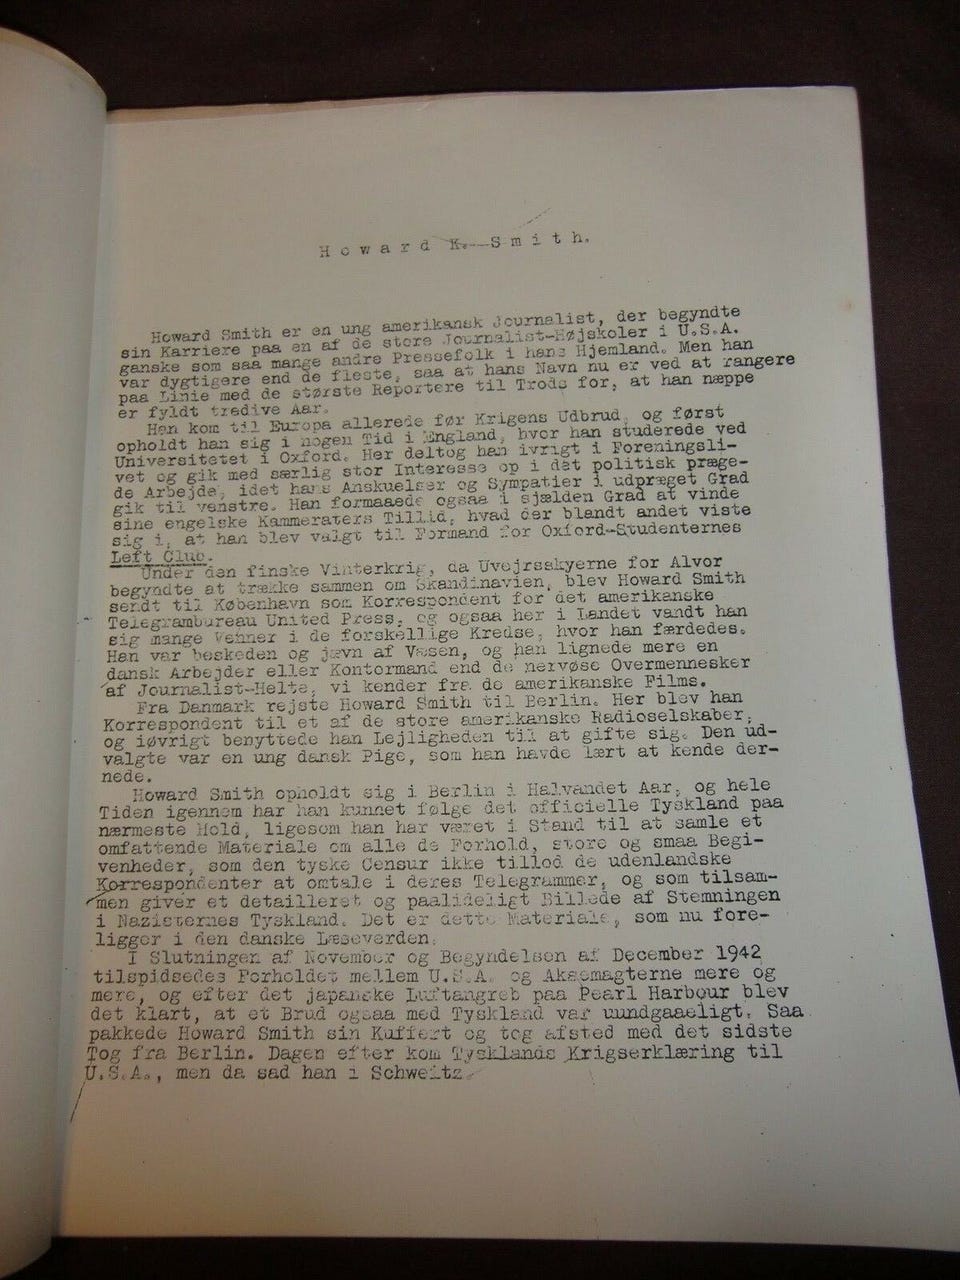 Howard K. Smith.
Howard Smith er en ung amerikansk Journalist, der begyndte
sin Karriere paa en af de store Journalist-Højskoler i U.S.A.
ganske som saa mange andre Pressefolk i hans Hjemland. Men han
var dygtigere end de fleste, saa at hans Navn nu er ved at rangere
paa Linie med de største Reportere til Trods for, at han næppe
er fyldt tredive Aar.
Han kom til Europa allerede før Krigens Udbrud, og først
opholdt han sig i nogen Tid i England, hvor han studerede ved
Universitetet i Oxford. Her deltog han ivrigt i Foreningsli-
vet og gik med særlig stor Interesse op i det politisk præge-
de Arbejde, idet hans Anskuelser og Sympatier i udpræget Grad
gik til venstre. Han formaaede ogsaa i sjælden Grad at vinde
sine engelske Kammeraters Tillid, hvad der blandt andet viste
sig i, at han blev valgt til Formand for Oxford-Studenternes
Left Club.
Under den finske Vinterkrig, da Uvejrsskyerne for Alvor
begyndte at trække sammen om Skandinavien, blev Howard Smith
sendt til København som Korrespondent for det amerikanske
Telegrambureau United Press, og ogsaa her i Landet vandt han
sig mange Venner i de forskellige Kredse, hvor han færdedes.
Han var beskeden og jævn af Væsen, og han lignede mere en
dansk Arbejder eller Kontormand end de nervøse Overmennesker
af Journalist-Helte, vi kender fra de amerikanske Films.
Fra Danmark rejste Howard Smith til Berlin. Her blev han
Korrespondent til et af de store amerikanske Radioselskaber,
og iøvrigt benyttede han Lejligheden til at gifte sig. Den ud-
valgte var en ung dansk Pige, som han havde lært at kende der-
nede.
Howard Smith opholdt sig i Berlin i Halvandet Aar, og hele
Tiden igennem har han kunnet følge det officielle Tyskland paa
nærmeste Hold, ligesom han har været i Stand til at samle et
omfattende Materiale om alle de Forhold, store og smaa Begi-
venheder, som den tyske Censur ikke tillod de udenlandske
Korrespondenter at omtale i deres Telegrammer, og som tilsam-
men giver et detailleret og paalideligt Billede af Stemningen
i Nazisternes Tyskland. Det er dette Materiale, som nu fore-
ligger i den danske Læseverden.
I Slutningen af November og Begyndelsen af December 1942
tilspidsedes Forholdet mellem U.S.A. og Aksemagterne mere og
mere, og efter det japanske Luftangreb paa Pearl Harbour blev
det klart, at et Brud ogsaa med Tyskland var uundgaaeligt. Saa
pakkede Howard Smith sin Kuffert og tog afsted med det sidste
Tog fra Berlin. Dagen efter kom Tysklands Krigserklæring til
U.S.A., men da sad han i Schweitz.